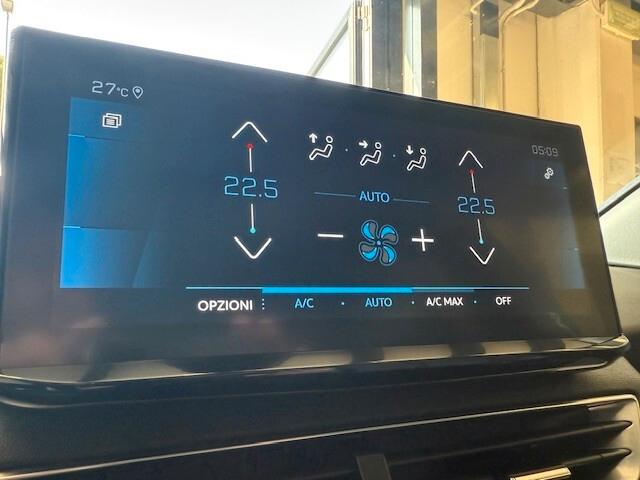 27°C
05:09
22.5
22.5
AUTO
OPZIONI A/C AUTO A/C MAX OFF